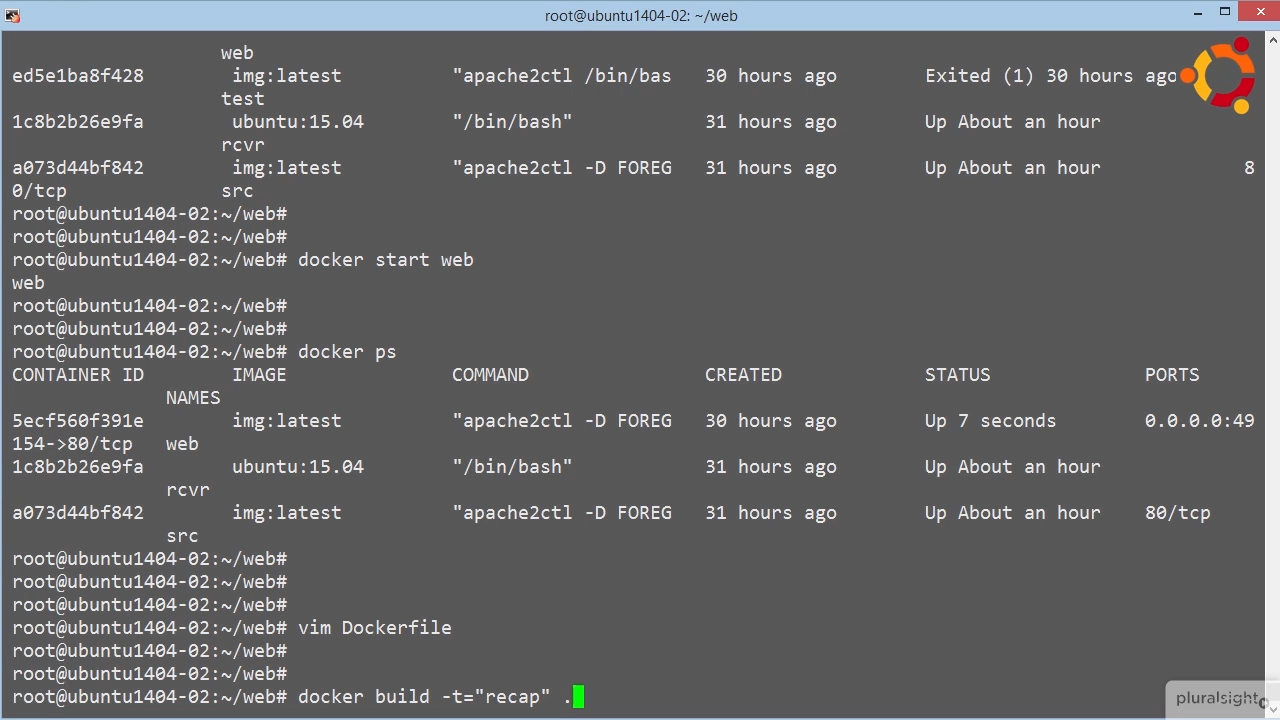 root@ubuntu1404-02: ~/web
web
ed5e1ba8f428 img:latest "apache2ctl /bin/bas 30 hours ago Exited (1) 30 hours ago
test
1c8b2b26e9fa ubuntu:15.04 "/bin/bash" 31 hours ago Up About an hour
rcvr
a073d44bf842 img:latest "apache2ctl -D FOREG 31 hours ago Up About an hour 8
0/tcp src
root@ubuntu1404-02:~/web#
root@ubuntu1404-02:~/web#
root@ubuntu1404-02:~/web# docker start web
web
root@ubuntu1404-02:~/web#
root@ubuntu1404-02:~/web#
root@ubuntu1404-02:~/web# docker ps
CONTAINER ID IMAGE COMMAND CREATED STATUS PORTS
NAMES
5ecf560f391e img:latest "apache2ctl -D FOREG 30 hours ago Up 7 seconds 0.0.0.0:49
154->80/tcp web
1c8b2b26e9fa ubuntu:15.04 "/bin/bash" 31 hours ago Up About an hour
rcvr
a073d44bf842 img:latest "apache2ctl -D FOREG 31 hours ago Up About an hour 80/tcp
src
root@ubuntu1404-02:~/web#
root@ubuntu1404-02:~/web#
root@ubuntu1404-02:~/web#
root@ubuntu1404-02:~/web# vim Dockerfile
root@ubuntu1404-02:~/web#
root@ubuntu1404-02:~/web#
root@ubuntu1404-02:~/web# docker build -t="recap" .
pluralsight